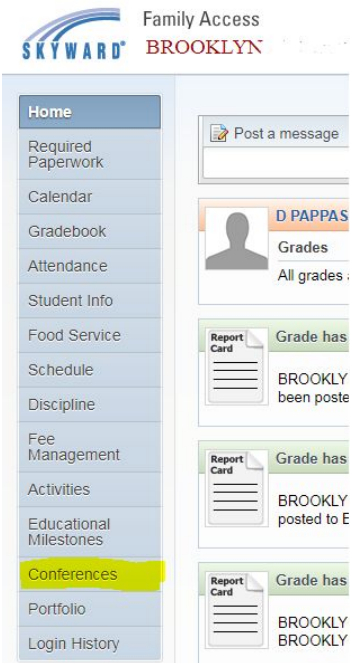 Family Access
SKYWARD® BROOKLYN
Home
Required
Paperwork
Calendar
Gradebook
Attendance
Student Info
Food Service
Schedule
Discipline
Fee
Management
Activities
Educational
Milestones
Conferences
Portfolio
Login History
Post a message
D PAPPAS
Grades
All grades
Report
Card
Grade has
BROOKLY
been poste
Report
Card
Grade has
BROOKLY
posted to E
Report
Card
Grade has
BROOKLY
BROOKLY